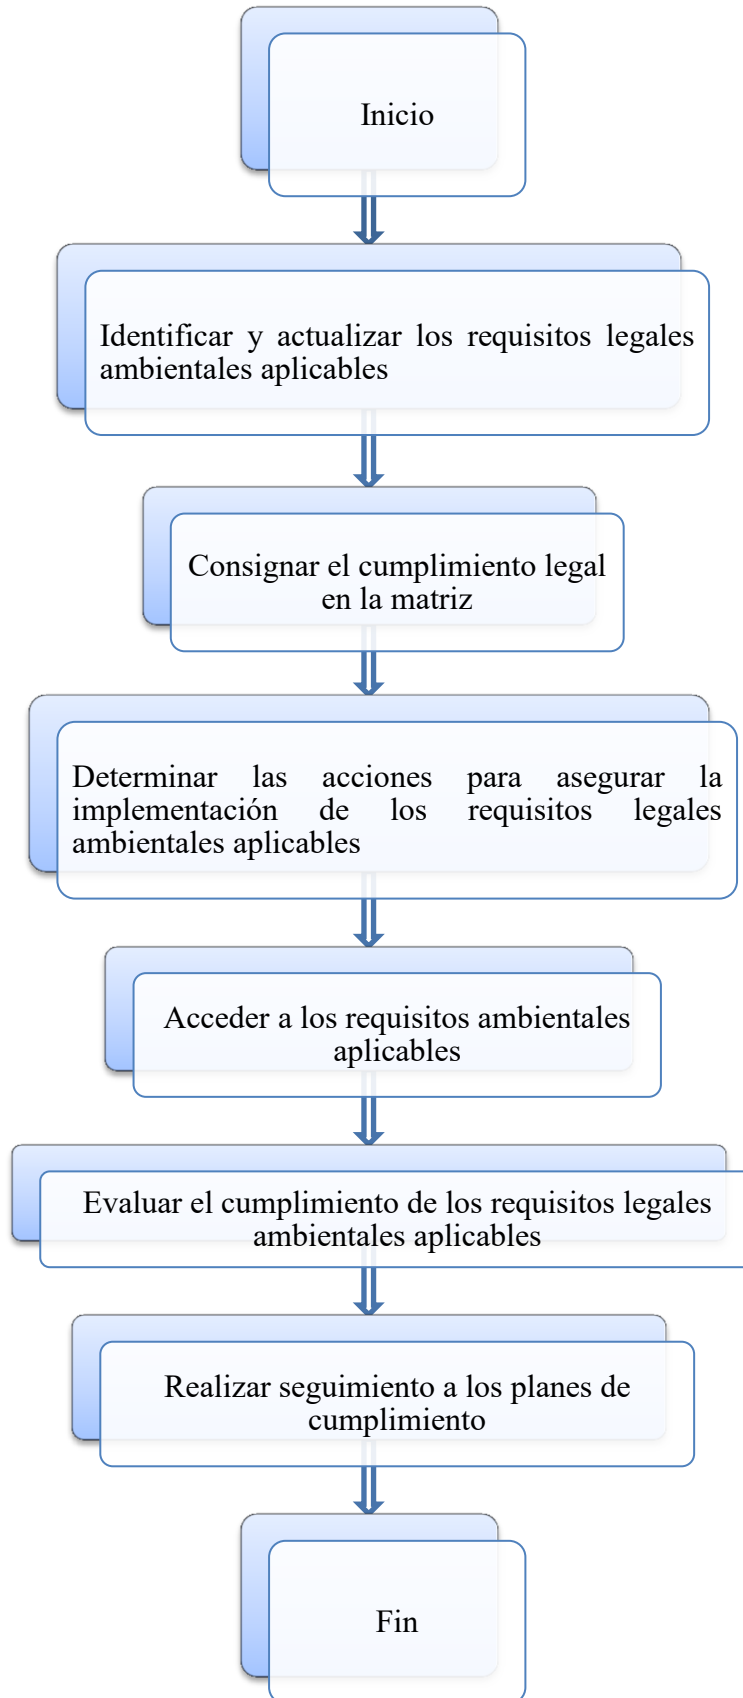 Inicio
Identificar y actualizar los requisitos legales
ambientales aplicables
Consignar el cumplimiento legal
en la matriz
Determinar las acciones para asegurar la
implementación de los requisitos legales
ambientales aplicables
Acceder a los requisitos ambientales
aplicables
Evaluar el cumplimiento de los requisitos legales
ambientales aplicables
Realizar seguimiento a los planes de
cumplimiento
Fin